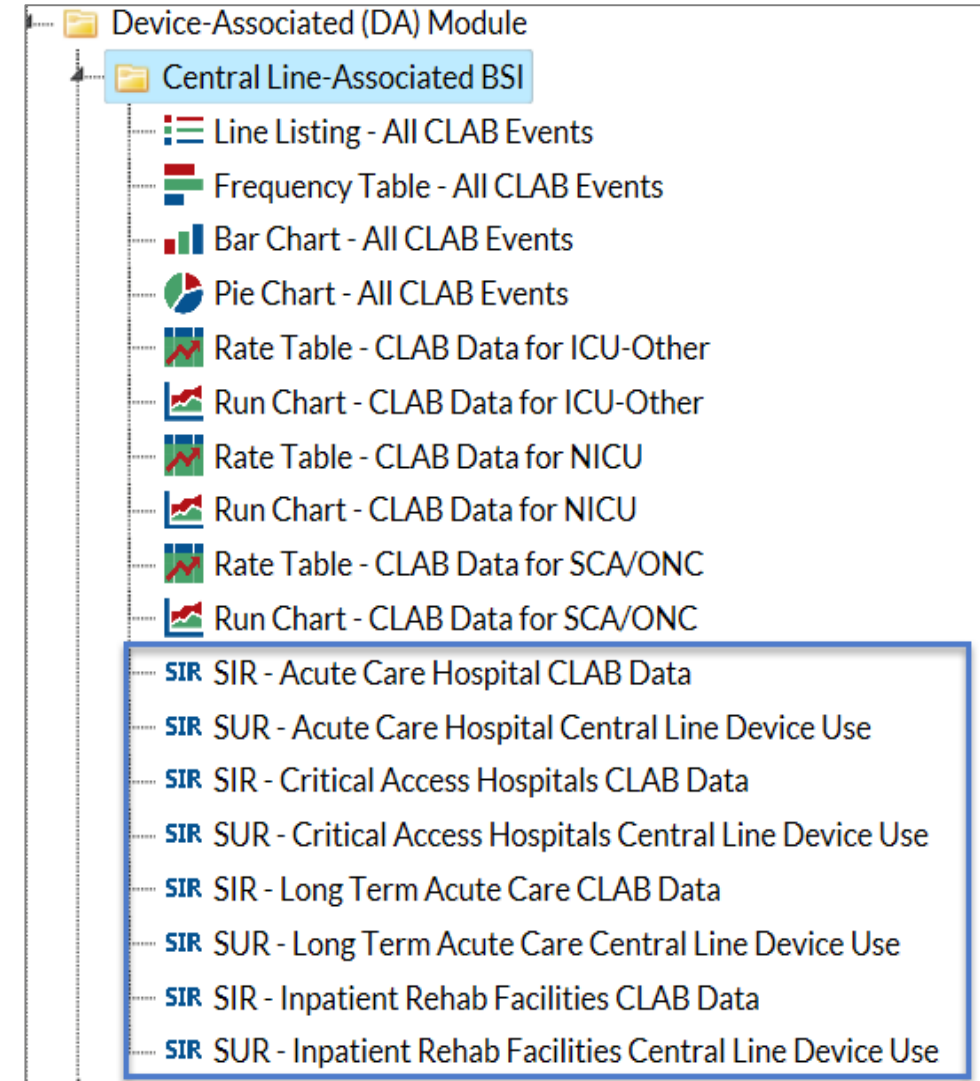 Device-Associated (DA) Module
Central Line-Associated BSI
Line Listing - All CLAB Events
Frequency Table - All CLAB Events
Bar Chart - All CLAB Events
Pie Chart - All CLAB Events
Rate Table - CLAB Data for ICU-Other
Run Chart - CLAB Data for ICU-Other
Rate Table - CLAB Data for NICU
Run Chart - CLAB Data for NICU
Rate Table - CLAB Data for SCA/ONC
Run Chart - CLAB Data for SCA/ONC
SIR SIR - Acute Care Hospital CLAB Data
SIR SUR - Acute Care Hospital Central Line Device Use
SIR SIR - Critical Access Hospitals CLAB Data
SIR SUR - Critical Access Hospitals Central Line Device Use
SIR SIR - Long Term Acute Care CLAB Data
SIR SUR - Long Term Acute Care Central Line Device Use
SIR SIR - Inpatient Rehab Facilities CLAB Data
SIR SUR - Inpatient Rehab Facilities Central Line Device Use